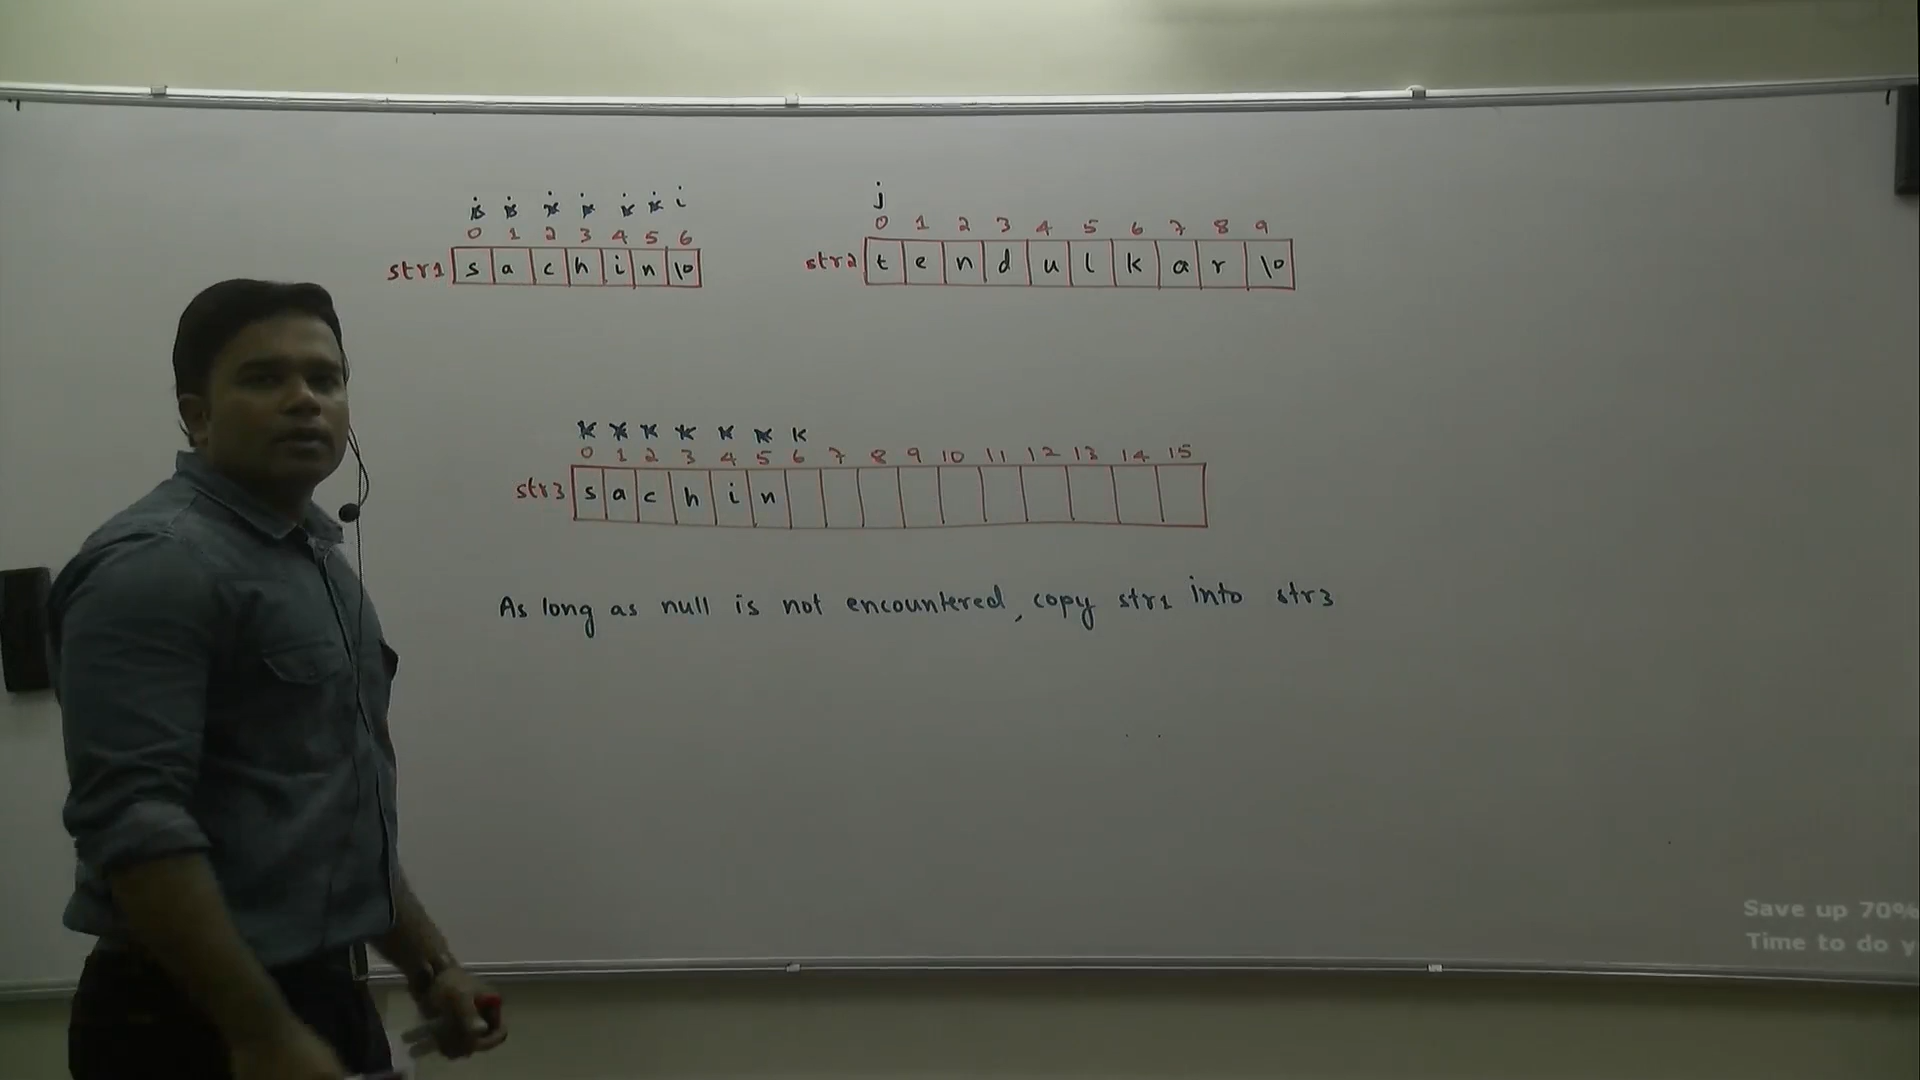 i i i i i i i
0 1 2 3 4 5 6
str1 s a c h i n \0
j
0 1 2 3 4 5 6 7 8 9
str2 t e n d u l k a r \0
k k k k k k k
0 1 2 3 4 5 6 7 8 9 10 11 12 13 14 15
str3 s a c h i n
As long as null is not encountered, copy str1 into str3
Save up 70%
Time to do y